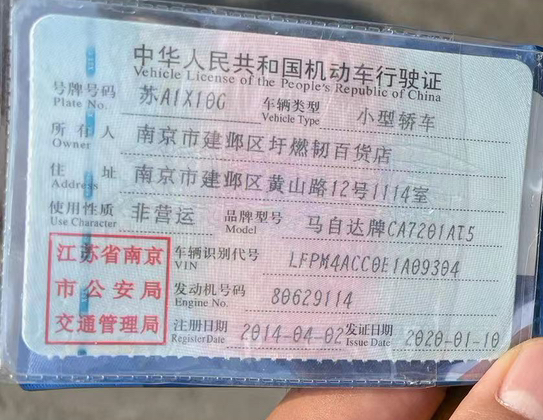 中华人民共和国机动车行驶证
Vehicle License of the People's Republic of China
号牌号码 苏A1X10G 车辆类型 小型轿车
Plate No. Vehicle Type
所有人 南京市建邺区圩燃韧百货店
Owner
住址 南京市建邺区黄山路12号1114室
Address
使用性质 非营运 品牌型号 马自达牌CA7201AT5
Use Character Model
江苏省南京
市公安局
交通管理局
车辆识别代号 LFPM4ACC0E1A09304
VIN
发动机号码 80629114
Engine No.
注册日期 2014-04-02 发证日期 2020-01-10
Register Date Issue Date